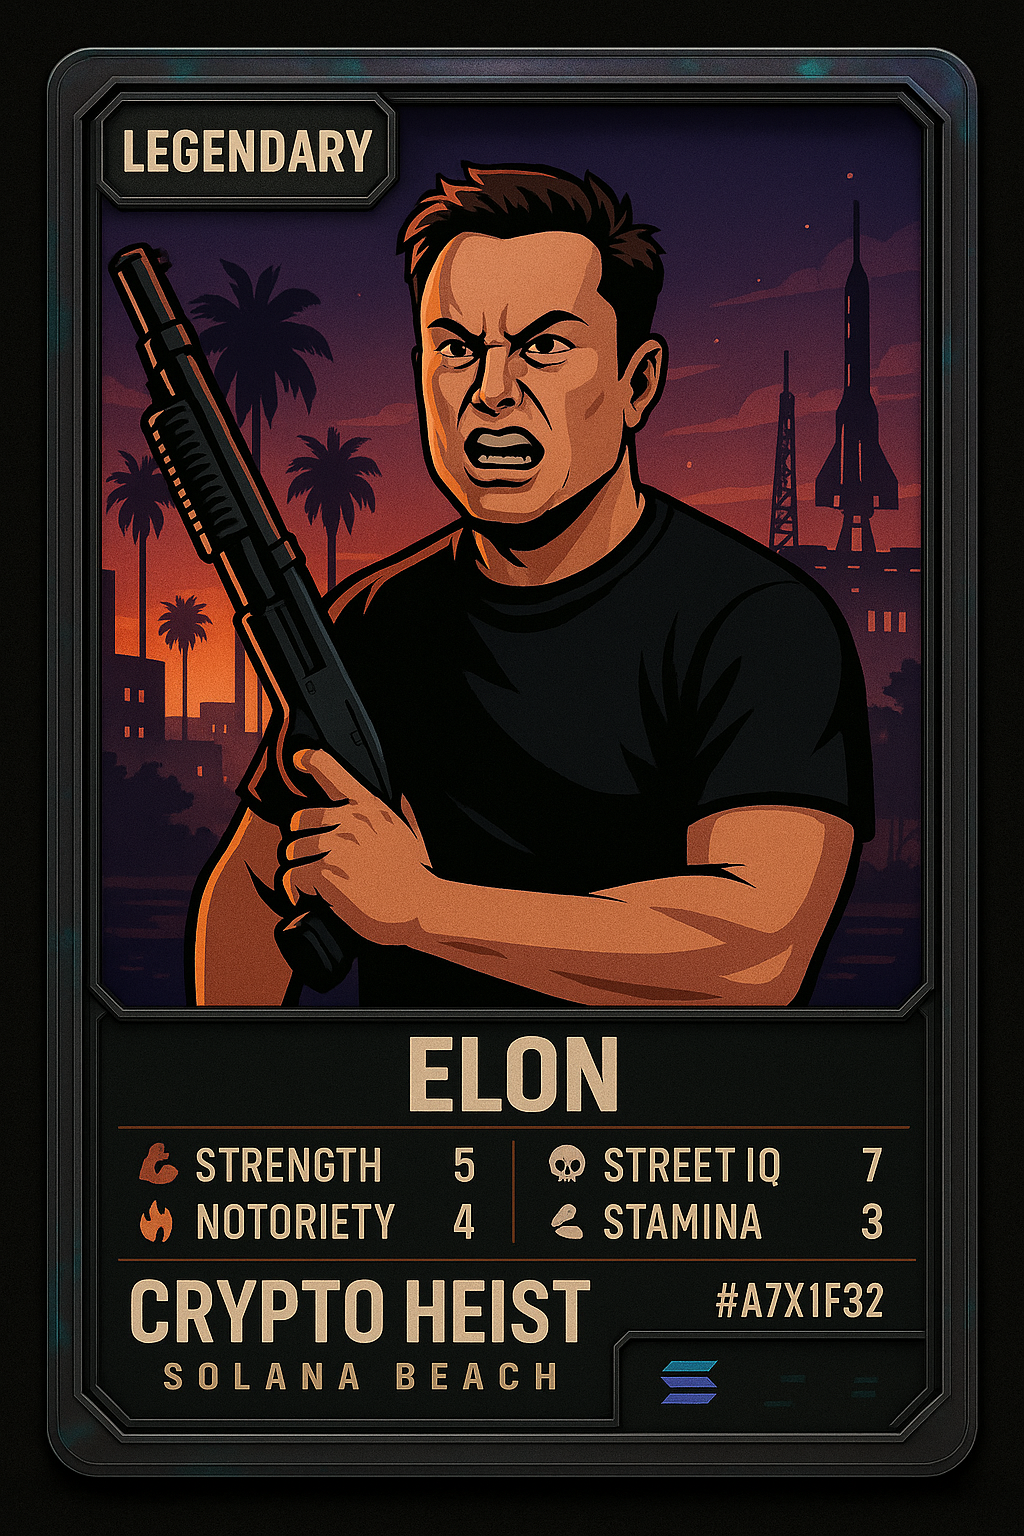 LEGENDARY
ELON
STRENGTH 5
STREET IQ 7
NOTORIETY 4
STAMINA 3
CRYPTO HEIST
#A7X1F32
SOLANA BEACH